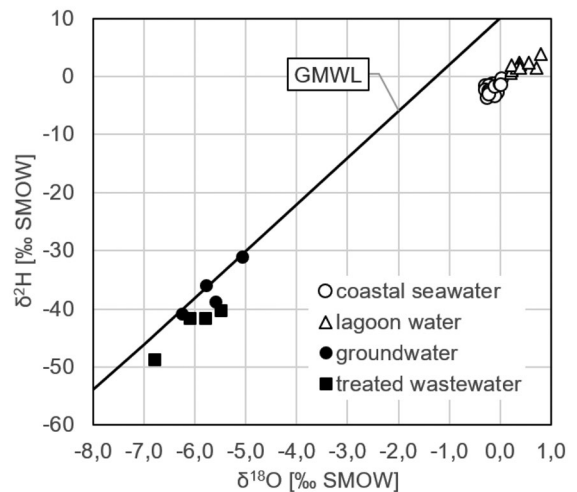 10
0
-10
-20
-30
-40
-50
-60
δ²H [‰ SMOW]
GMWL
coastal seawater
lagoon water
groundwater
treated wastewater
-8,0 -7,0 -6,0 -5,0 -4,0 -3,0 -2,0 -1,0 0,0 1,0
δ¹⁸O [‰ SMOW]